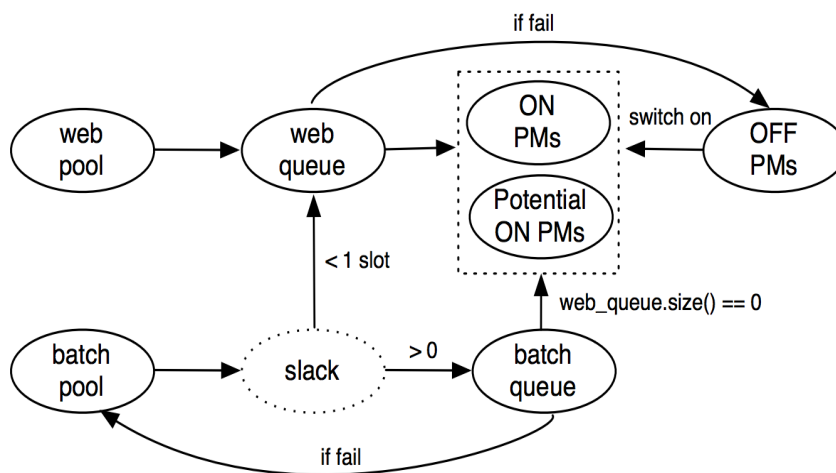 if fail
web
pool
web
queue
ON
PMs
switch on
OFF
PMs
Potential
ON PMs
< 1 slot
web_queue.size() == 0
batch
pool
slack
> 0
batch
queue
if fail